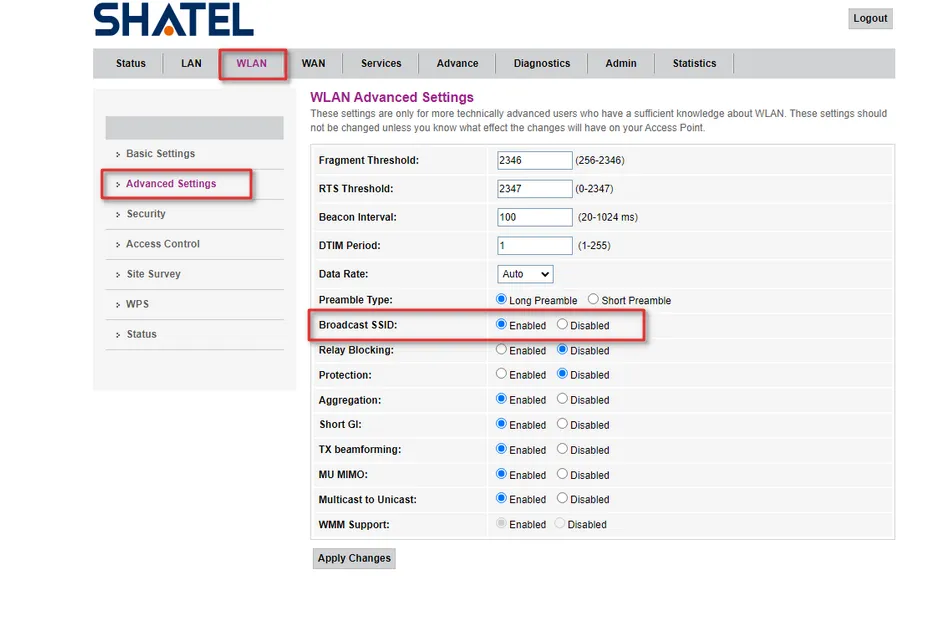 SHATEL
Logout
Status LAN WLAN WAN Services Advance Diagnostics Admin Statistics
Basic Settings
Advanced Settings
Security
Access Control
Site Survey
WPS
Status
WLAN Advanced Settings
These settings are only for more technically advanced users who have a sufficient knowledge about WLAN. These settings should
not be changed unless you know what effect the changes will have on your Access Point.
Fragment Threshold: 2346 (256-2346)
RTS Threshold: 2347 (0-2347)
Beacon Interval: 100 (20-1024 ms)
DTIM Period: 1 (1-255)
Data Rate: Auto
Preamble Type: Long Preamble Short Preamble
Broadcast SSID: Enabled Disabled
Relay Blocking: Enabled Disabled
Protection: Enabled Disabled
Aggregation: Enabled Disabled
Short GI: Enabled Disabled
TX beamforming: Enabled Disabled
MU MIMO: Enabled Disabled
Multicast to Unicast: Enabled Disabled
WMM Support: Enabled Disabled
Apply Changes